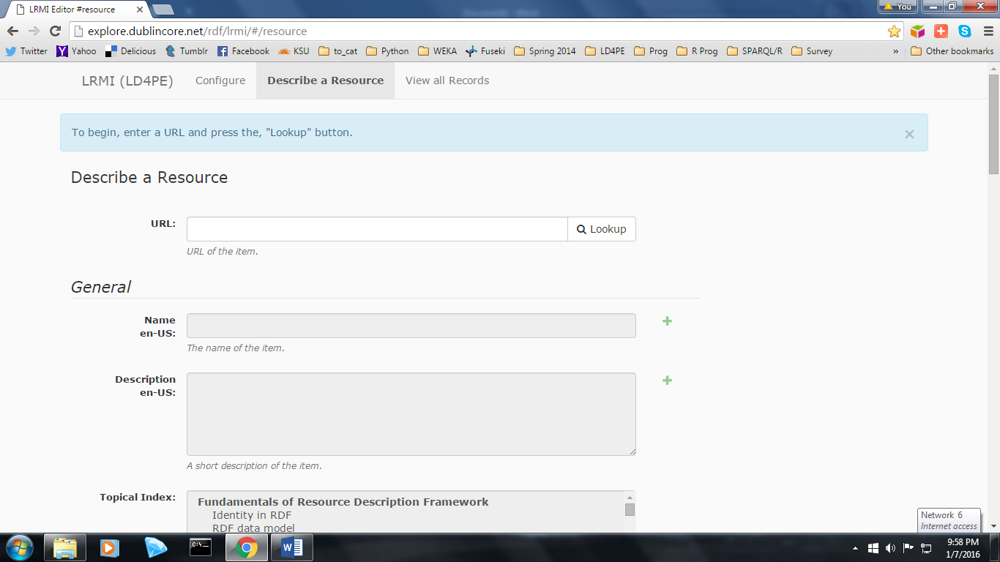 LRMI Editor #resource
You
explore.dublincore.net/rdf/lrmi/#/resource
Twitter Yahoo Delicious Tumblr Facebook KSU to_cat Python WEKA Fuseki Spring 2014 LD4PE Prog R Prog SPARQL/R Survey » Other bookmarks
LRMI (LD4PE) Configure Describe a Resource View all Records
To begin, enter a URL and press the, "Lookup" button. ×
Describe a Resource
URL: Lookup
URL of the item.
General
Name
en-US:
The name of the item.
Description
en-US:
A short description of the item.
Topical Index: Fundamentals of Resource Description Framework
Identity in RDF
RDF data model
Network 6
Internet access
C:\_
9:58 PM
1/7/2016